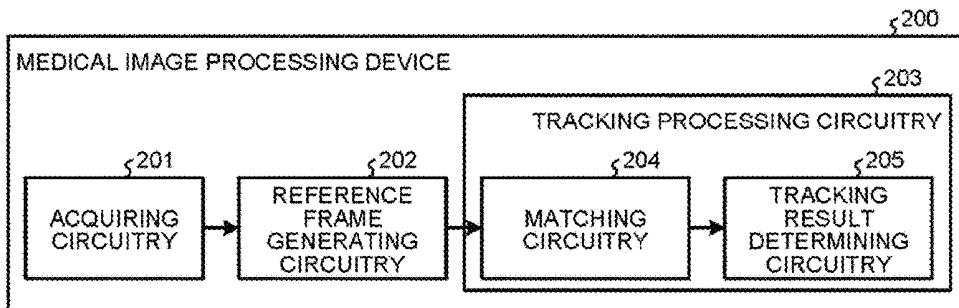 200
MEDICAL IMAGE PROCESSING DEVICE
203
TRACKING PROCESSING CIRCUITRY
201
ACQUIRING
CIRCUITRY
202
REFERENCE
FRAME
GENERATING
CIRCUITRY
204
MATCHING
CIRCUITRY
205
TRACKING
RESULT
DETERMINING
CIRCUITRY